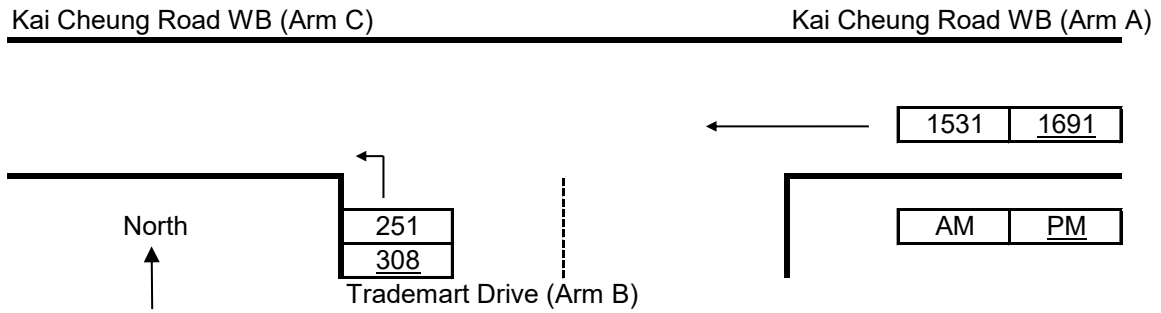 Kai Cheung Road WB (Arm C) Kai Cheung Road WB (Arm A)
1531 1691
North 251 AM PM
308
Trademart Drive (Arm B)